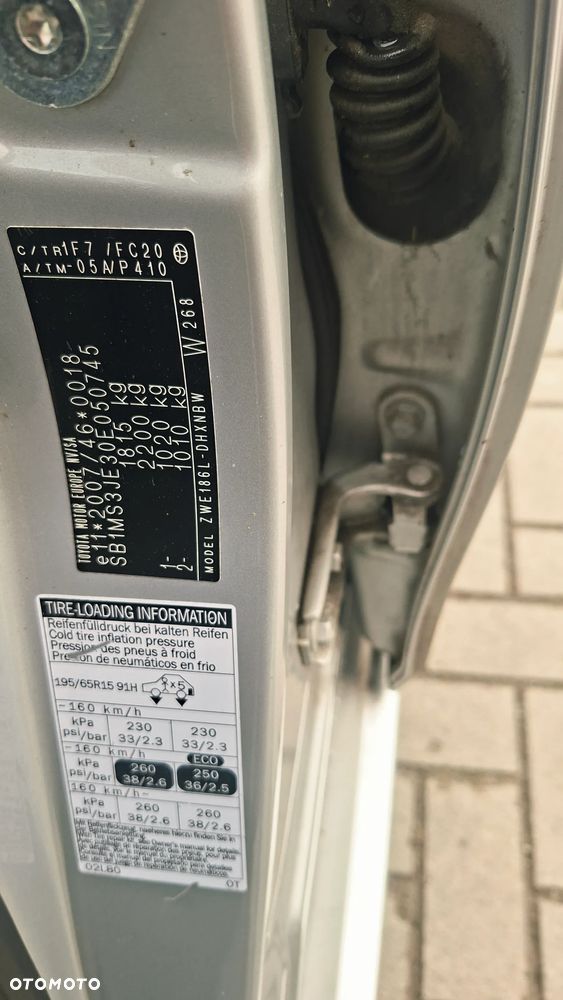 TOYOTA MOTOR EUROPE NV/SA
e11*2007/46*0018
SB1MS3JE30E050745
1815 kg
2200 kg
1- 1020 kg
2- 1010 kg
W 268
MODEL ZWE186L-DHXNBW
C/TR 1F7 /FC20
A/TM -05A/P410
TIRE-LOADING INFORMATION
Reifenfülldruck bei kalten Reifen
Cold tire inflation pressure
Pression des pneus à froid
Presión de neumáticos en frio
195/65R15 91H
~160 km/h
kPa 230 230
psi/bar 33/2.3 33/2.3
~160 km/h ECO
kPa 260 250
psi/bar 38/2.6 36/2.5
160 km/h~
kPa 260 260
psi/bar 38/2.6 38/2.6
02L80 0T
OTOMOTO